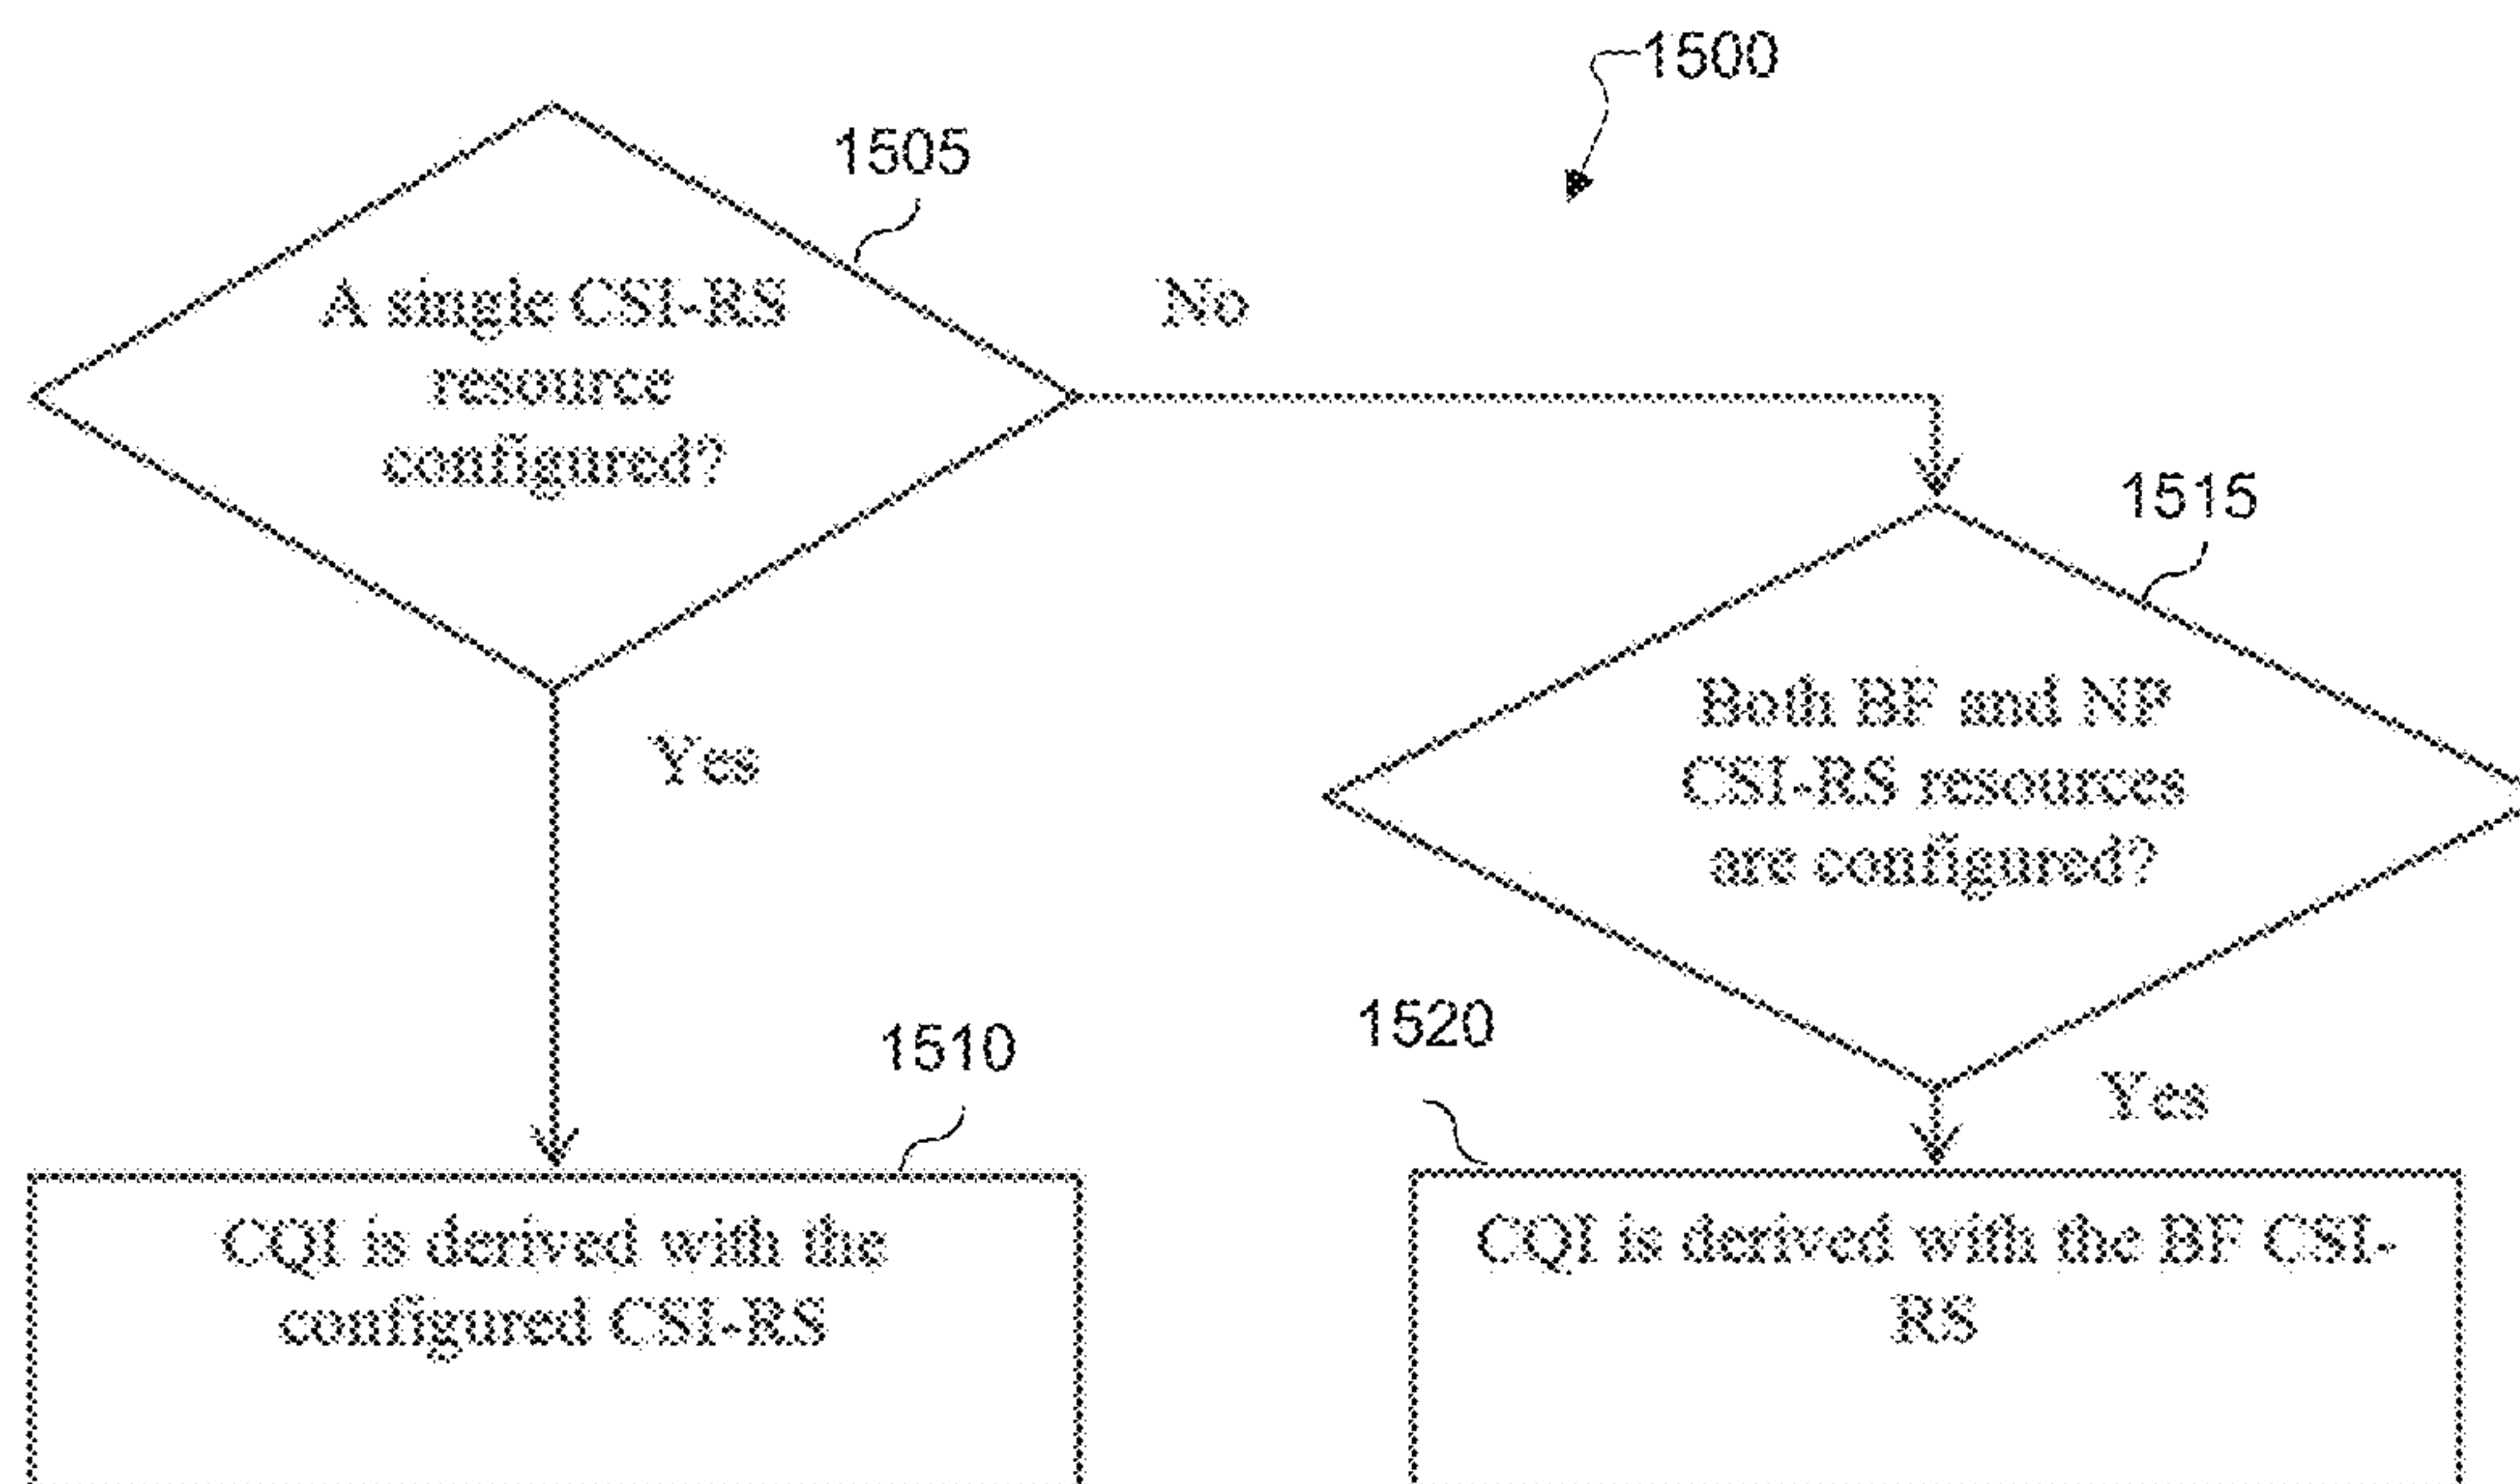 1500
1505
A single CSI-RS
resource
configured?
No
1515
Both BF and NP
CSI-RS resources
are configured?
Yes
Yes
1510
1520
CQI is derived with the
configured CSI-RS
CQI is derived with the BF CSI-
RS